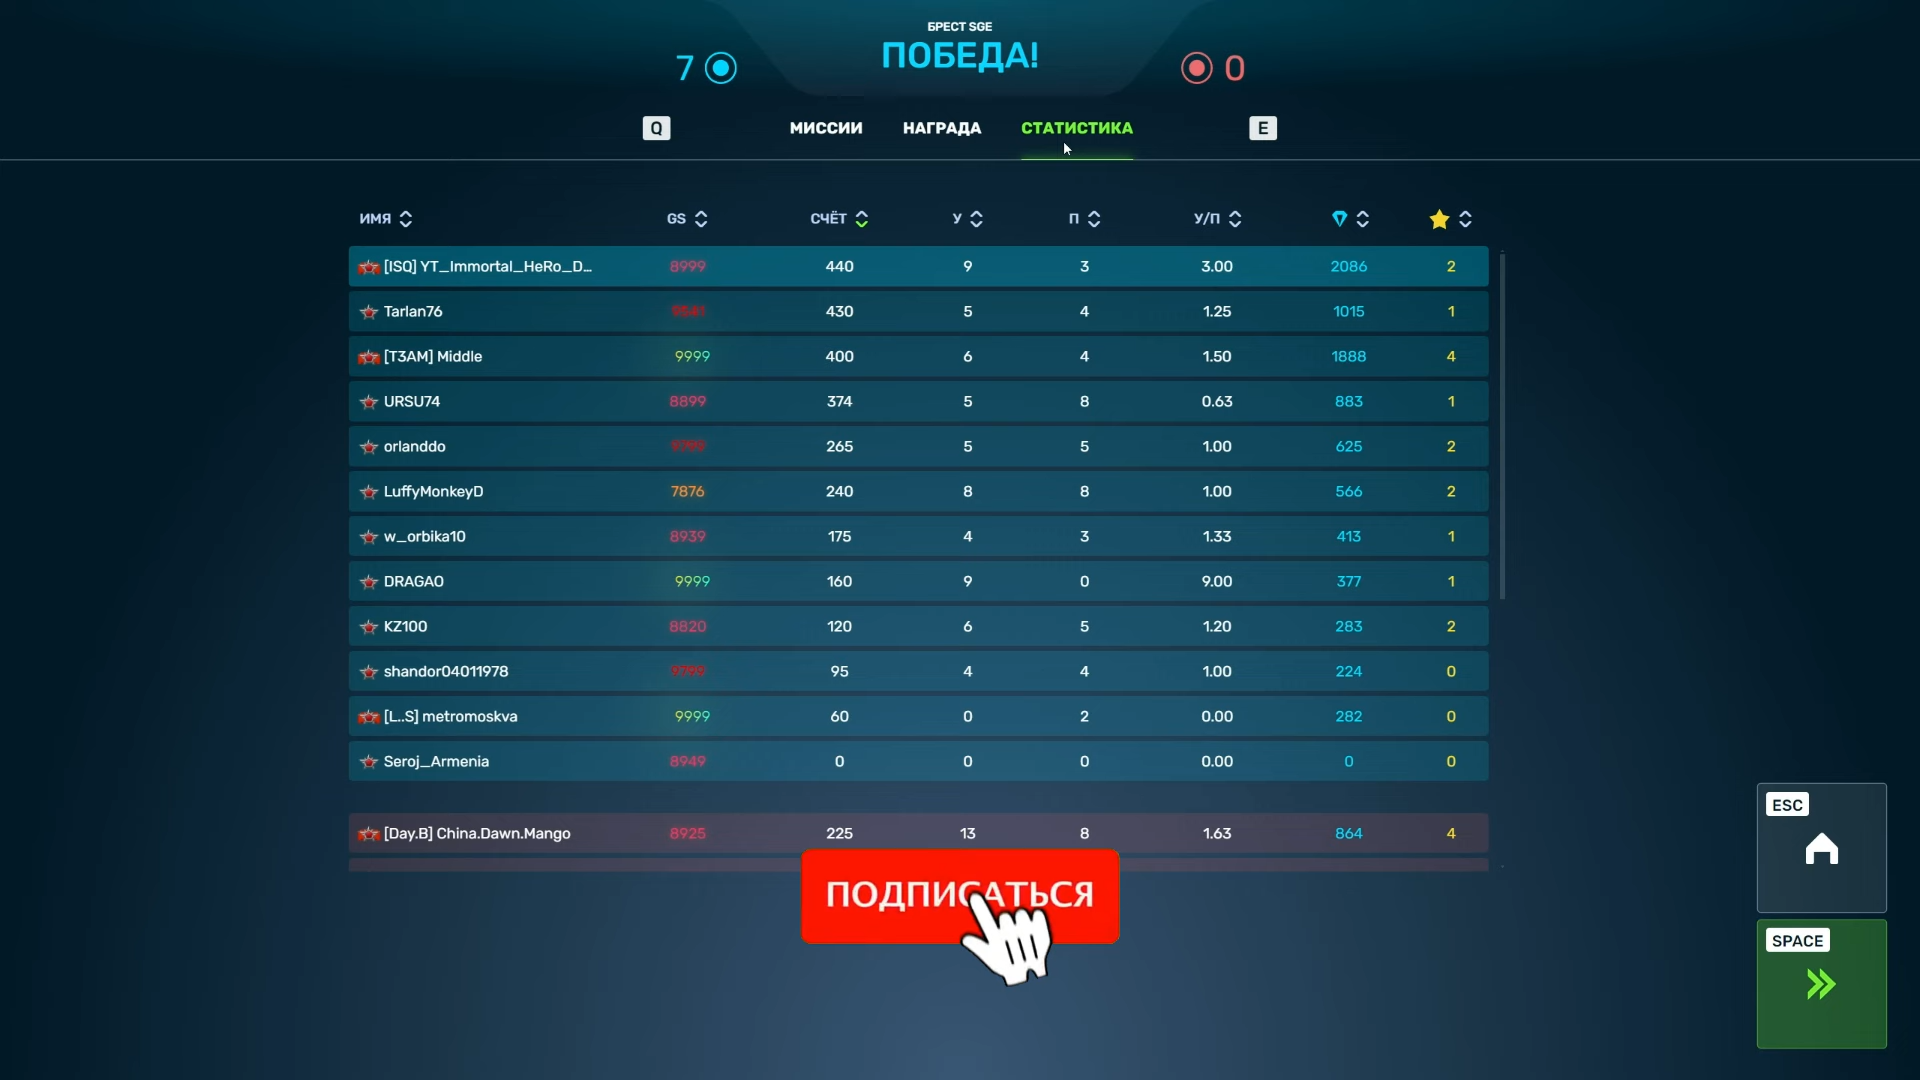 БРЕСТ SGE
7 ПОБЕДА! 0
Q МИССИИ НАГРАДА СТАТИСТИКА E
ИМЯ GS СЧЁТ У П У/П
[ISQ] YT_Immortal_HeRo_D... 8999 440 9 3 3.00 2086 2
Tarlan76 430 5 4 1.25 1015 1
[T3AM] Middle 9999 400 6 4 1.50 1888 4
URSU74 8899 374 5 8 0.63 883 1
orlanddo 265 5 5 1.00 625 2
LuffyMonkeyD 7876 240 8 8 1.00 566 2
w_orbika10 8939 175 4 3 1.33 413 1
DRAGAO 9999 160 9 0 9.00 377 1
KZ100 8820 120 6 5 1.20 283 2
shandor04011978 95 4 4 1.00 224 0
[L..S] metromoskva 9999 60 0 2 0.00 282 0
Seroj_Armenia 8949 0 0 0 0.00 0 0
[Day.B] China.Dawn.Mango 8925 225 13 8 1.63 864 4
ПОДПИСАТЬСЯ
ESC
SPACE